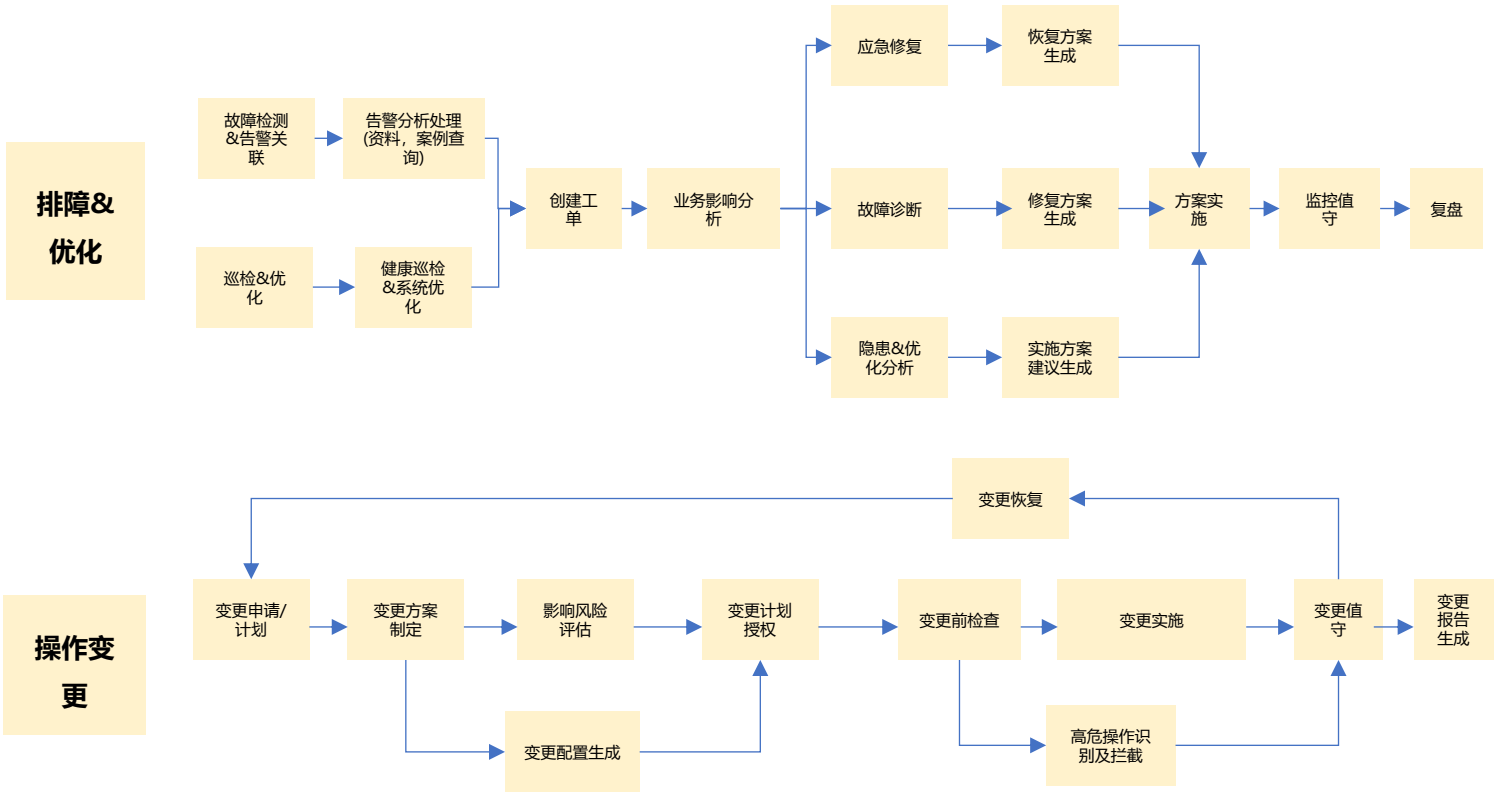 排障&
优化
故障检测
&告警关
联
告警分析处理
(资料，案例查
询)
巡检&优
化
健康巡检
&系统优
化
创建工
单
业务影响分
析
应急修复
恢复方案
生成
故障诊断
修复方案
生成
隐患&优
化分析
实施方案
建议生成
方案实
施
监控值
守
复盘
操作变
更
变更恢复
变更申请/
计划
变更方案
制定
影响风险
评估
变更计划
授权
变更前检查
变更实施
变更值
守
变更
报告
生成
变更配置生成
高危操作识
别及拦截